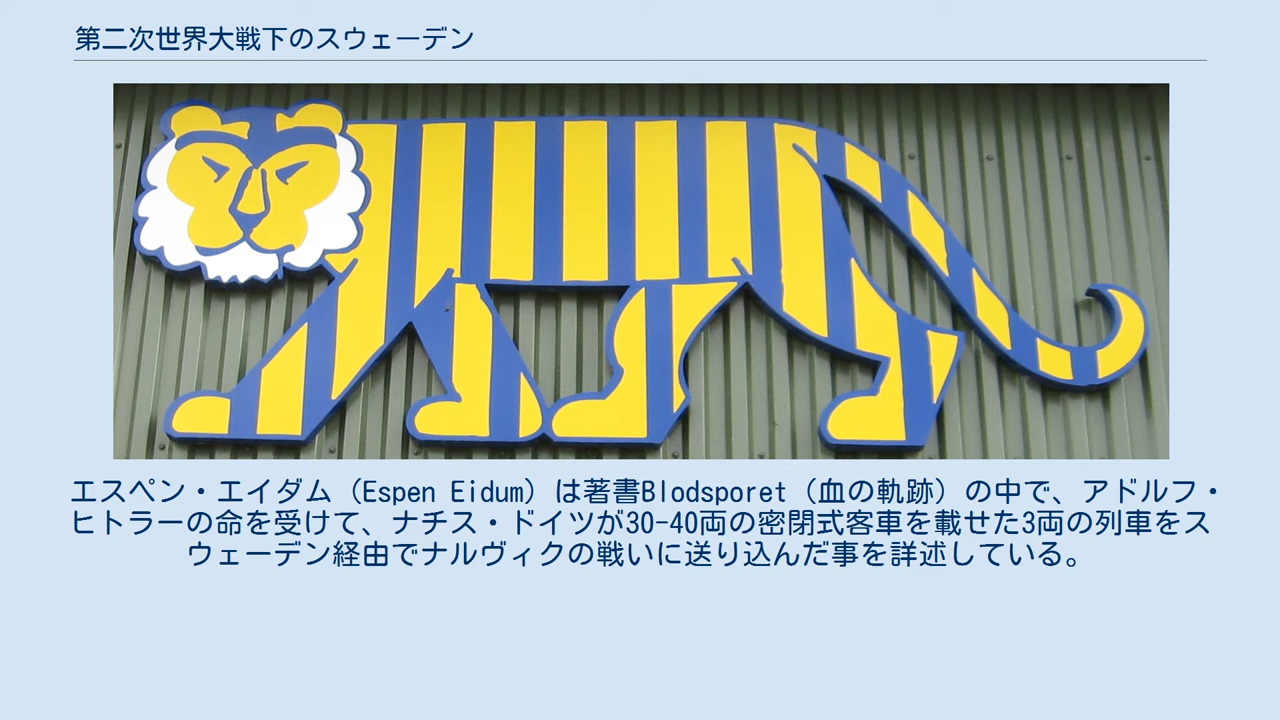 第二次世界大戦下のスウェーデン
エスペン・エイダム（Espen Eidum）は著書Blodsporet（血の軌跡）の中で、アドルフ・
ヒトラーの命を受けて、ナチス・ドイツが30-40両の密閉式客車を載せた3両の列車をス
ウェーデン経由でナルヴィクの戦いに送り込んだ事を詳述している。